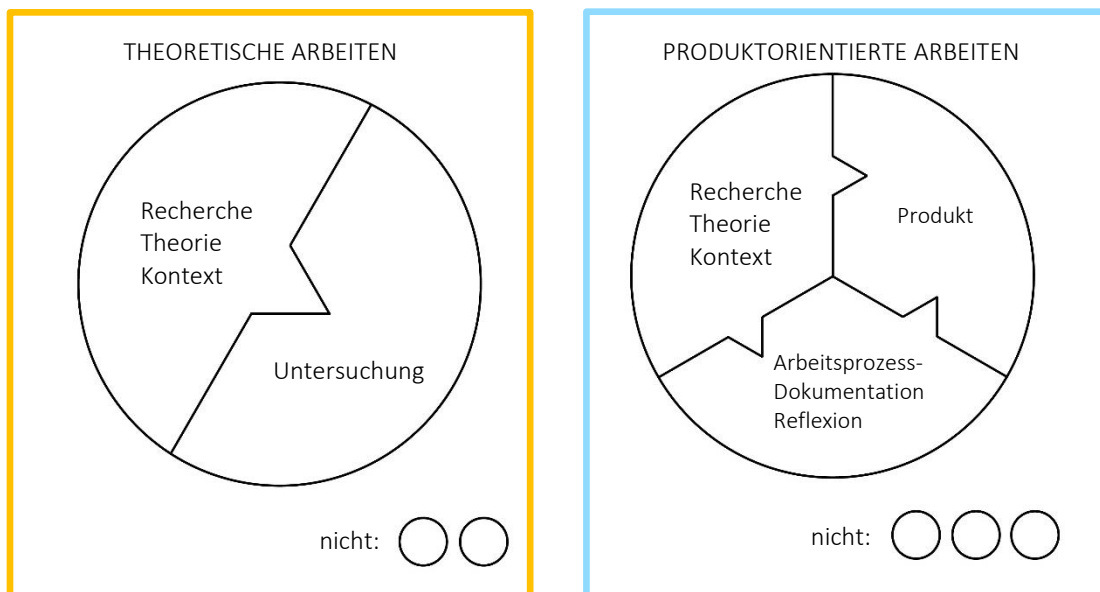 THEORETISCHE ARBEITEN
Recherche
Theorie
Kontext
Untersuchung
nicht:
PRODUKTORIENTIERTE ARBEITEN
Recherche
Theorie
Kontext
Produkt
Arbeitsprozess-
Dokumentation
Reflexion
nicht: